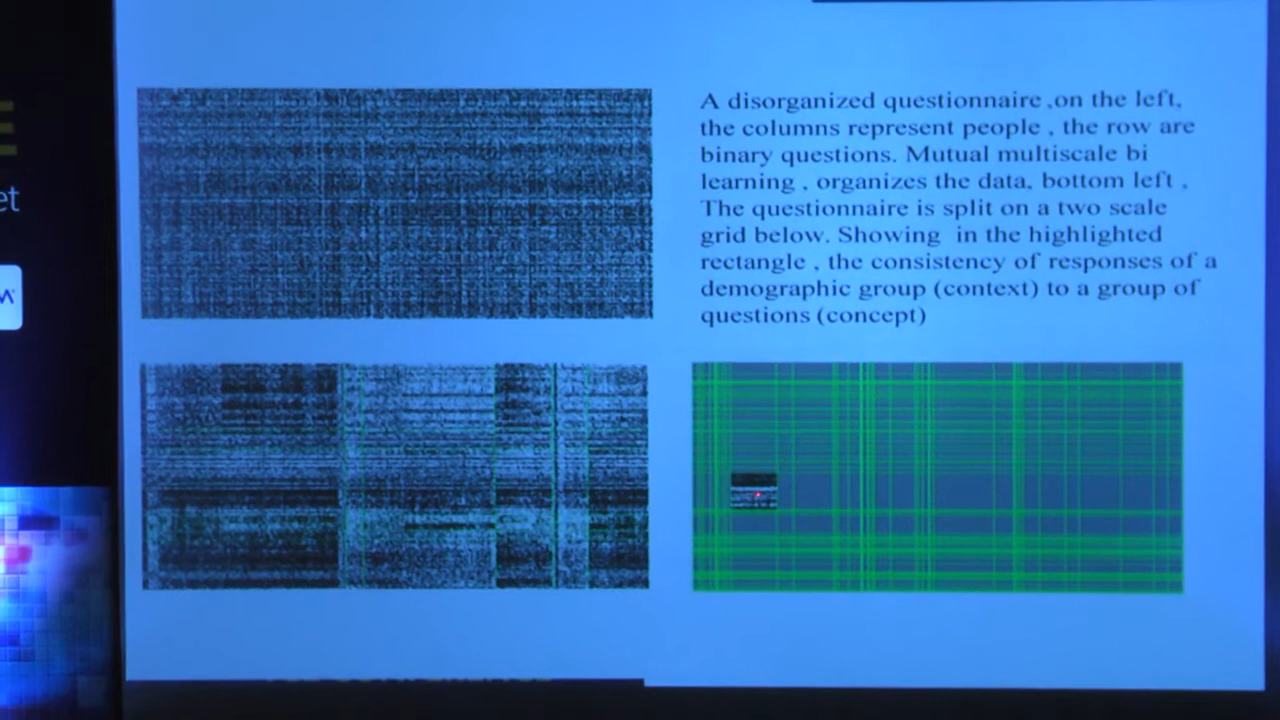 A disorganized questionnaire ,on the left,
the columns represent people , the row are
binary questions. Mutual multiscale bi
learning , organizes the data, bottom left ,
The questionnaire is split on a two scale
grid below. Showing  in the highlighted
rectangle , the consistency of responses of a
demographic group (context) to a group of
questions (concept)
et